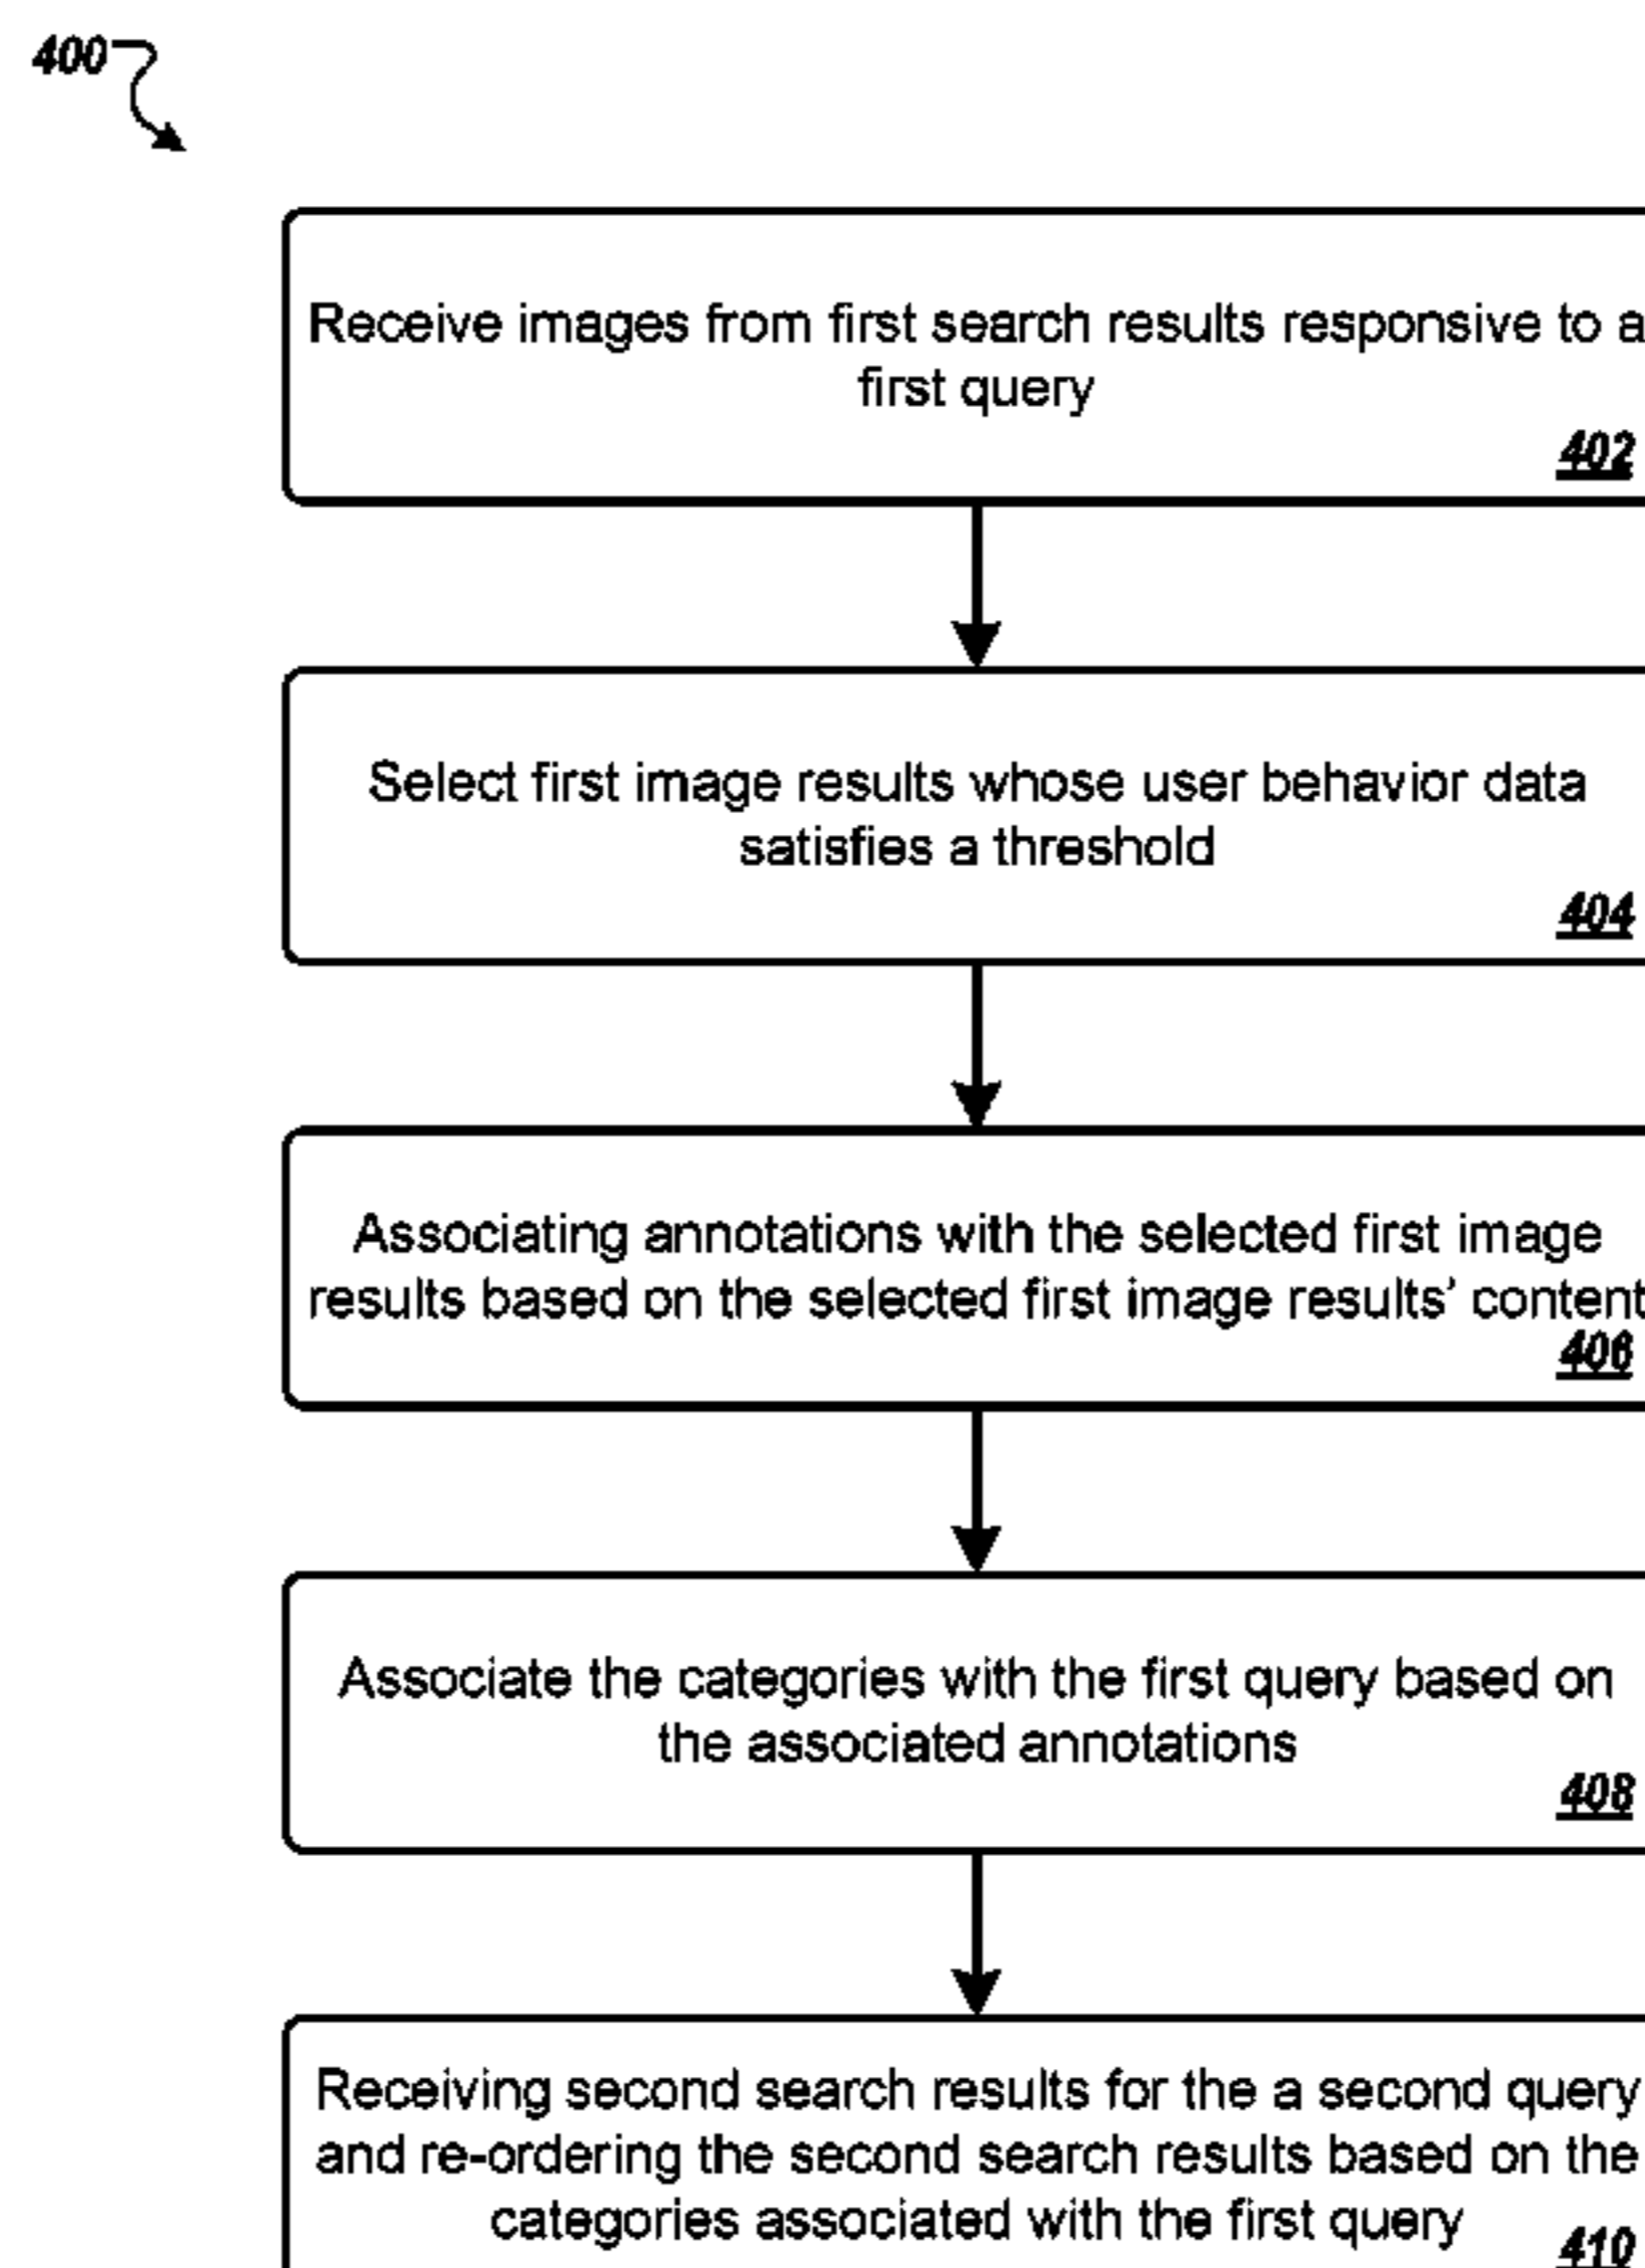 400
Receive images from first search results responsive to a
first query
402
Select first image results whose user behavior data
satisfies a threshold
404
Associating annotations with the selected first image
results based on the selected first image results’ content
406
Associate the categories with the first query based on
the associated annotations
408
Receiving second search results for the a second query
and re-ordering the second search results based on the
categories associated with the first query
410